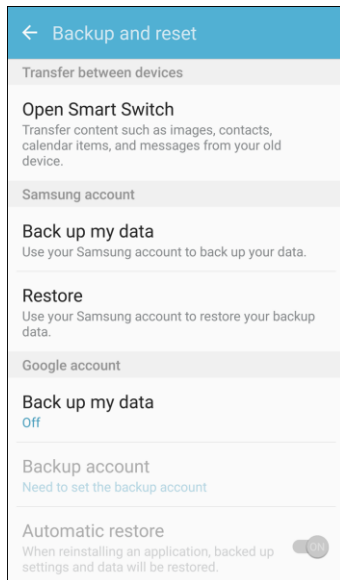 Backup and reset
Transfer between devices
Open Smart Switch
Transfer content such as images, contacts,
calendar items, and messages from your old
device.
Samsung account
Back up my data
Use your Samsung account to back up your data.
Restore
Use your Samsung account to restore your backup
data.
Google account
Back up my data
Off
Backup account
Need to set the backup account
Automatic restore
When reinstalling an application, backed up
settings and data will be restored.
ON